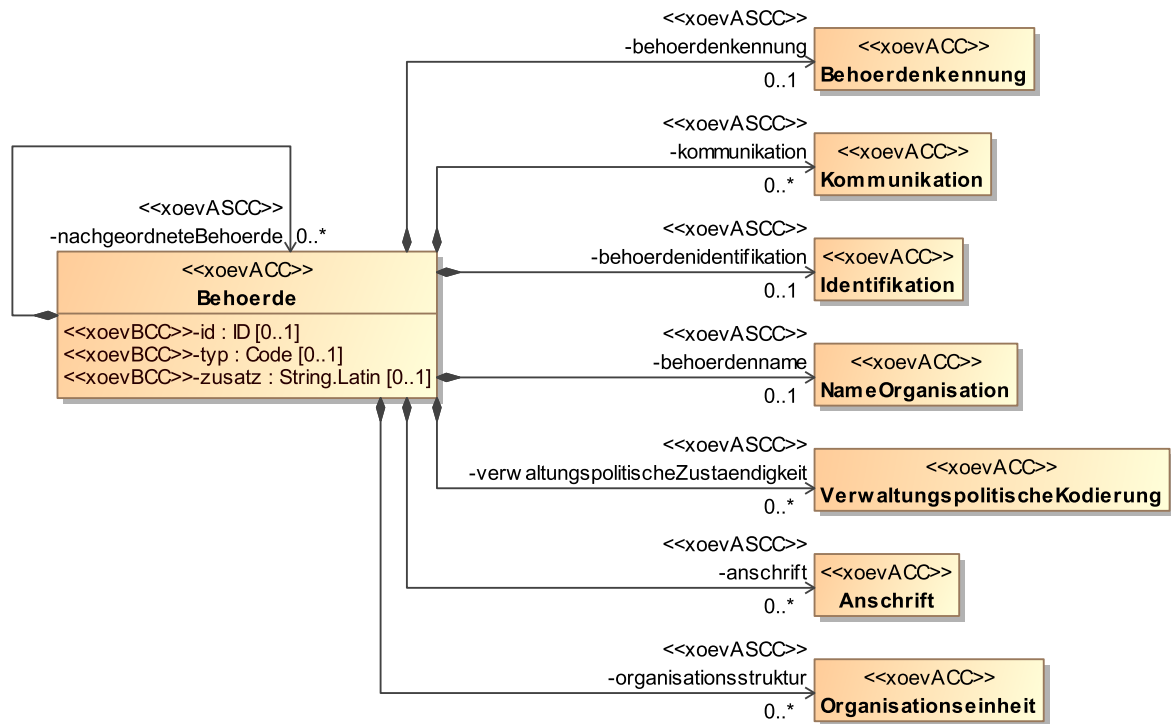 <<xoevASCC>>
-behoerdenkennung
0..1
<<xoevACC>>
Behoerdenkennung
<<xoevASCC>>
-kommunikation
0..*
<<xoevACC>>
Kommunikation
<<xoevASCC>>
-nachgeordneteBehoerde 0..*
<<xoevASCC>>
-behoerdenidentifikation
0..1
<<xoevACC>>
Identifikation
<<xoevACC>>
Behoerde
<<xoevBCC>>-id : ID [0..1]
<<xoevBCC>>-typ : Code [0..1]
<<xoevBCC>>-zusatz : String.Latin [0..1]
<<xoevASCC>>
-behoerdenname
0..1
<<xoevACC>>
NameOrganisation
<<xoevASCC>>
-verwaltungspolitischeZustaendigkeit
0..*
<<xoevACC>>
VerwaltungspolitischeKodierung
<<xoevASCC>>
-anschrift
0..*
<<xoevACC>>
Anschrift
<<xoevASCC>>
-organisationsstruktur
0..*
<<xoevACC>>
Organisationseinheit